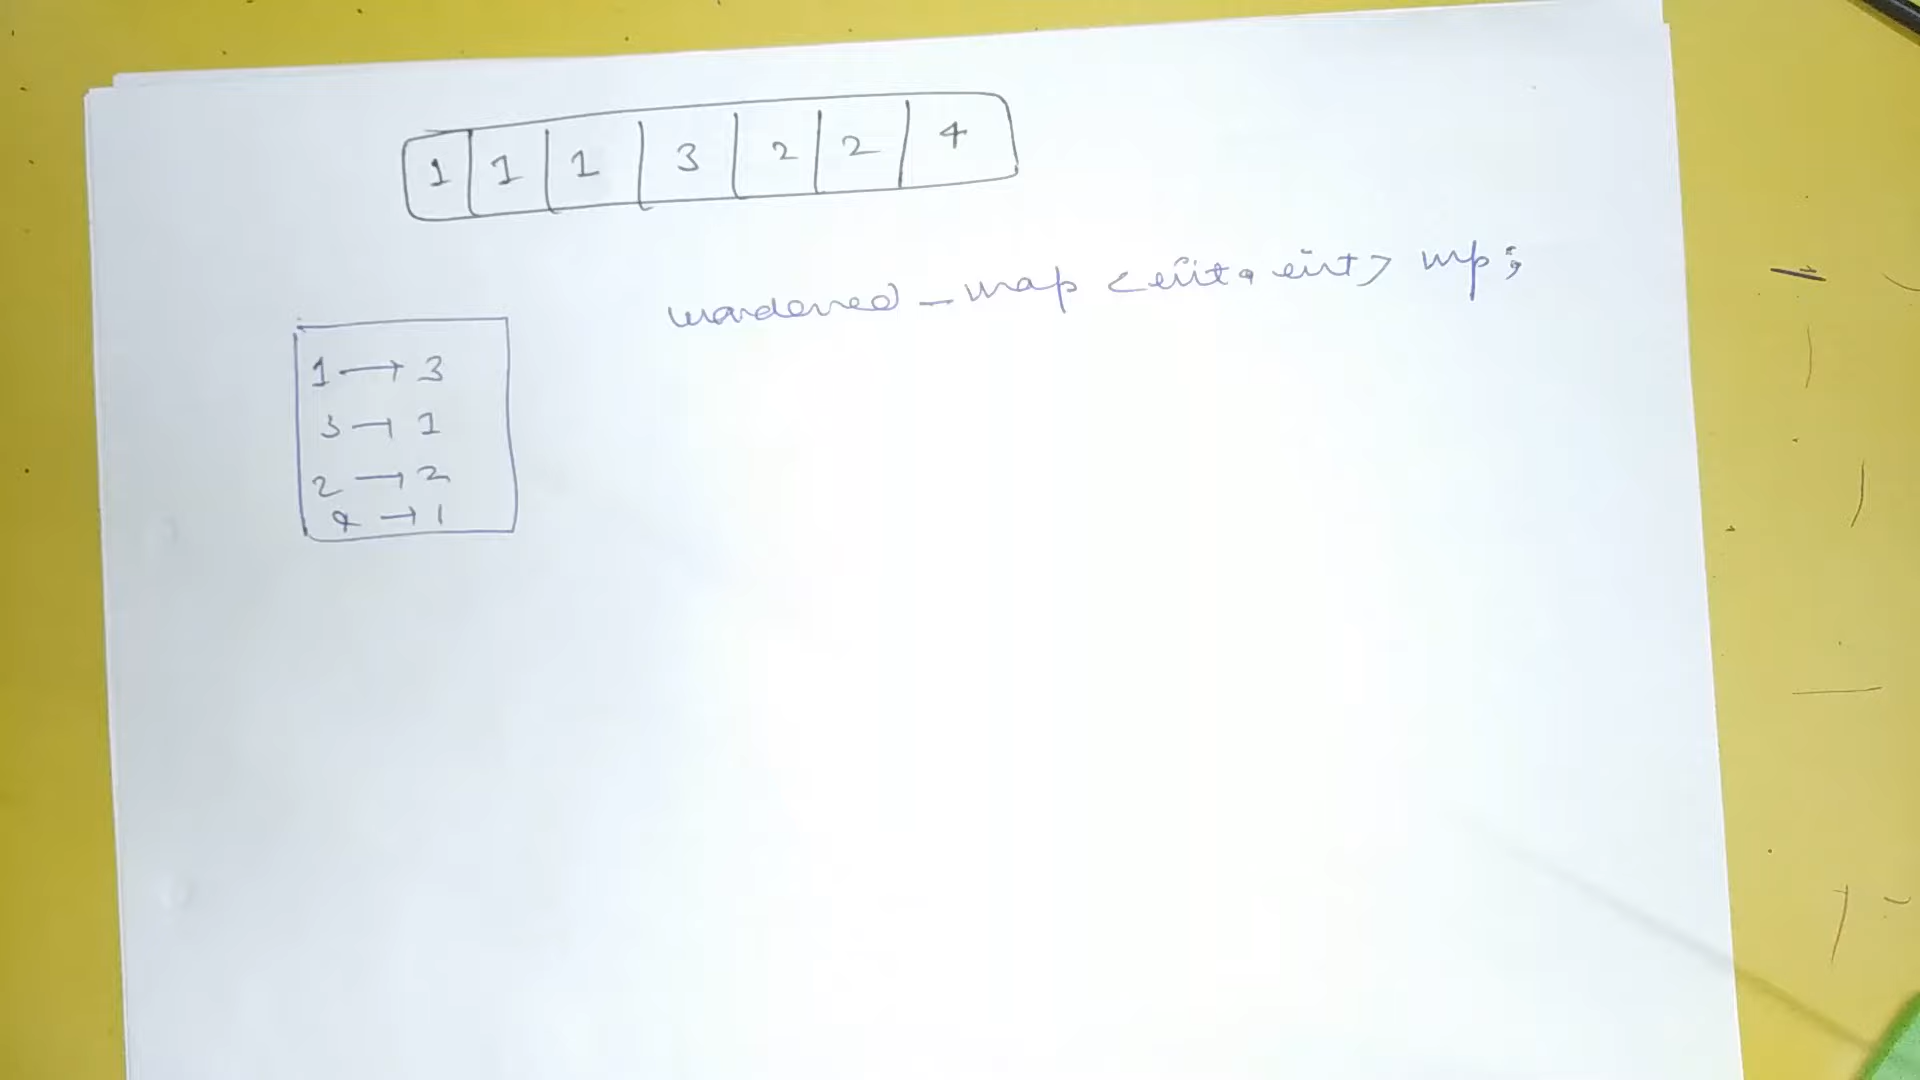 1 1 1 3 2 2 4
unordered_map <int, int> mp;
1 → 3
3 → 1
2 → 2
4 → 1